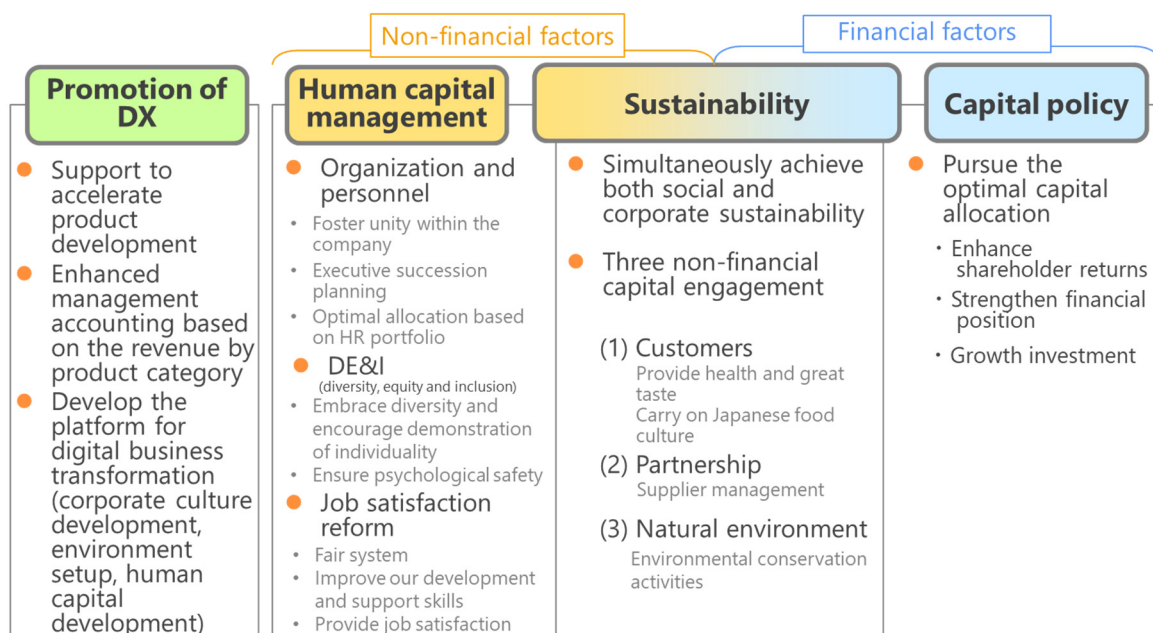 Non-financial factors
Financial factors
Promotion of
DX
• Support to
accelerate
product
development
• Enhanced
management
accounting based
on the revenue by
product category
• Develop the
platform for
digital business
transformation
(corporate culture
development,
environment
setup, human
capital
development)
Human capital
management
• Organization and
personnel
• Foster unity within the
company
• Executive succession
planning
• Optimal allocation based
on HR portfolio
• DE&I
(diversity, equity and inclusion)
• Embrace diversity and
encourage demonstration
of individuality
• Ensure psychological safety
• Job satisfaction
reform
• Fair system
• Improve our development
and support skills
• Provide job satisfaction
Sustainability
• Simultaneously achieve
both social and
corporate sustainability
• Three non-financial
capital engagement
(1) Customers
Provide health and great
taste
Carry on Japanese food
culture
(2) Partnership
Supplier management
(3) Natural environment
Environmental conservation
activities
Capital policy
• Pursue the
optimal capital
allocation
・Enhance
shareholder returns
・Strengthen financial
position
・Growth investment